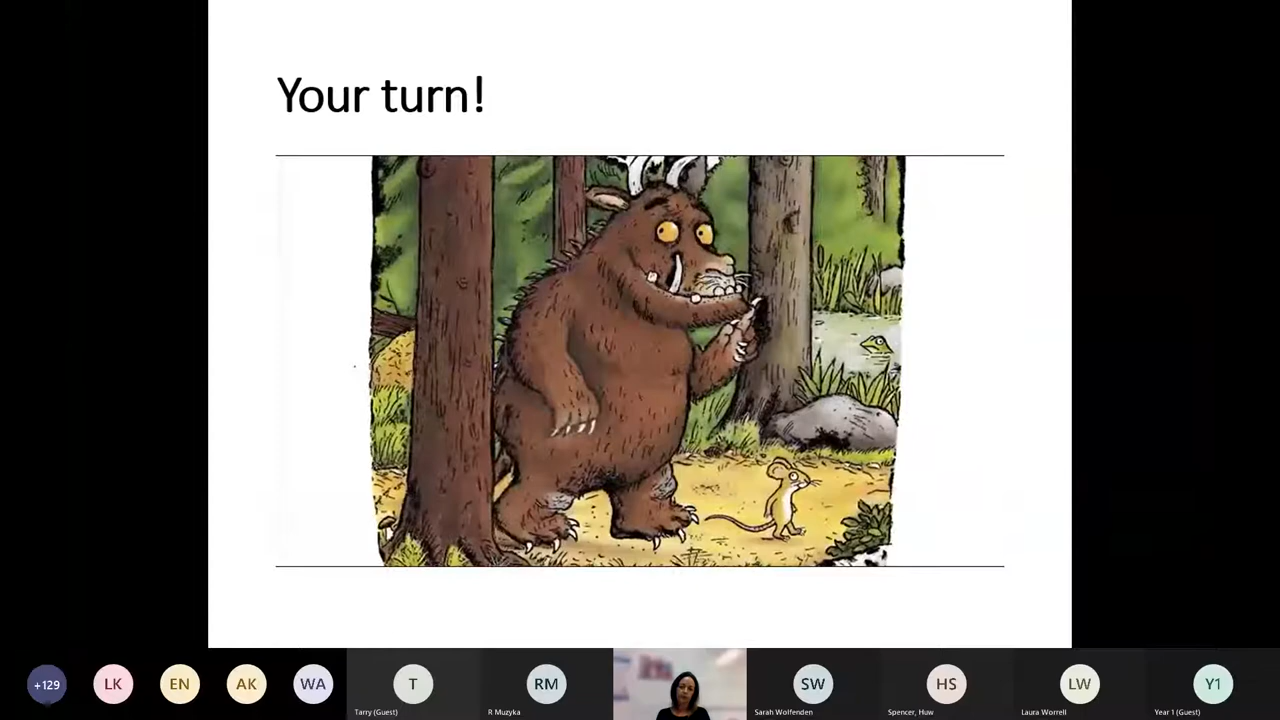 Your turn!
+129
LK
EN
AK
WA
T
RM
SW
HS
LW
Y1
Tarry (Guest)
R Muzyka
Sarah Wolfenden
Spencer, Huw
Laura Worrell
Year 1 (Guest)